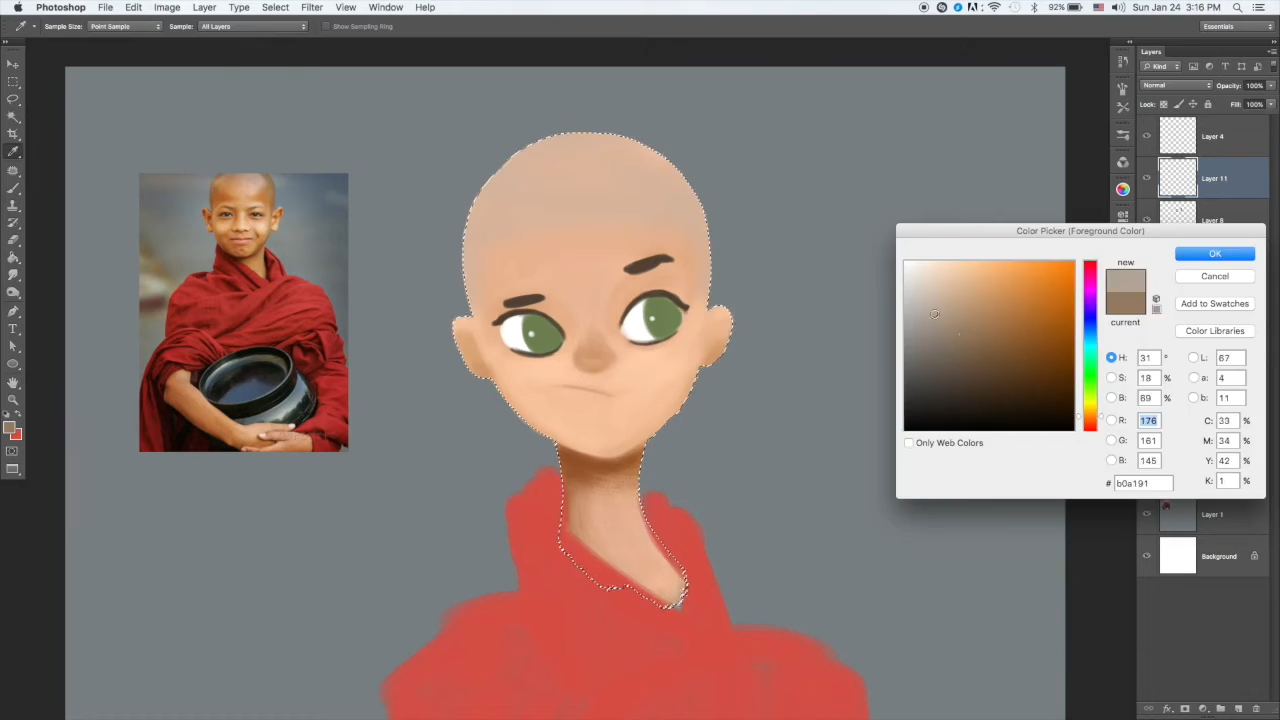 Photoshop File Edit Image Layer Type Select Filter View Window Help 92% Sun Jan 24 3:16 PM
Sample Size: Point Sample Sample: All Layers Show Sampling Ring Essentials
Layers
Kind
Normal Opacity: 100%
Lock: Fill: 100%
Layer 4
Layer 11
Layer 8
Color Picker (Foreground Color)
new
current
OK
Cancel
Add to Swatches
Color Libraries
H: 31 ° L: 67
S: 18 % a: 4
B: 69 % b: 11
R: 176 C: 33 %
G: 161 M: 34 %
B: 145 Y: 42 %
# b0a191 K: 1 %
Only Web Colors
Layer 1
Background
T
fx